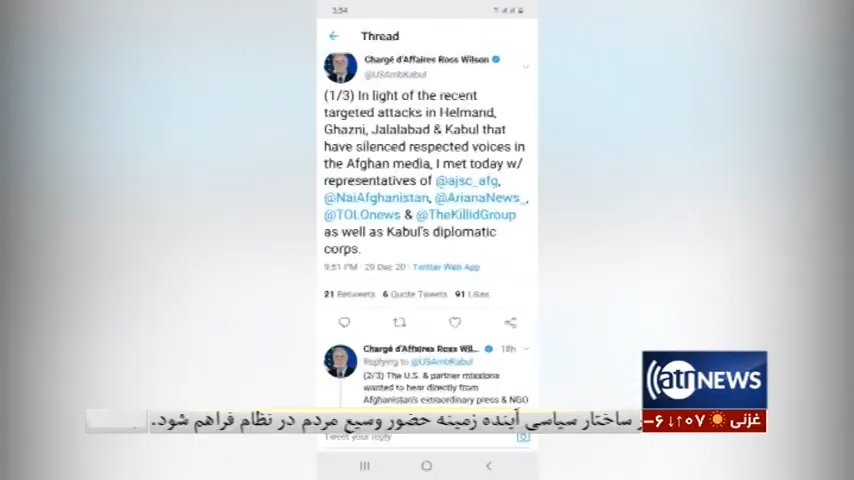 3:54
Thread
Chargé d'Affaires Ross Wilson
@USAmbKabul
(1/3) In light of the recent
targeted attacks in Helmand,
Ghazni, Jalalabad & Kabul that
have silenced respected voices in
the Afghan media, I met today w/
representatives of @ajsc_afg,
@NaiAfghanistan, @ArianaNews_,
@TOLOnews & @TheKillidGroup
as well as Kabul's diplomatic
corps.
9:51 PM · 29 Dec 20 · Twitter Web App
21 Retweets 6 Quote Tweets 91 Likes
Chargé d'Affaires Ross Wil... · 18h
Replying to @USAmbKabul
(2/3) The U.S. & partner missions
wanted to hear directly from
Afghanistan's extraordinary press & NGO
atn NEWS
غزنی ۰۷ ↑↓ ۶-
ساختار سیاسی آینده زمینه حضور وسیع مردم در نظام فراهم شود.
Tweet your reply